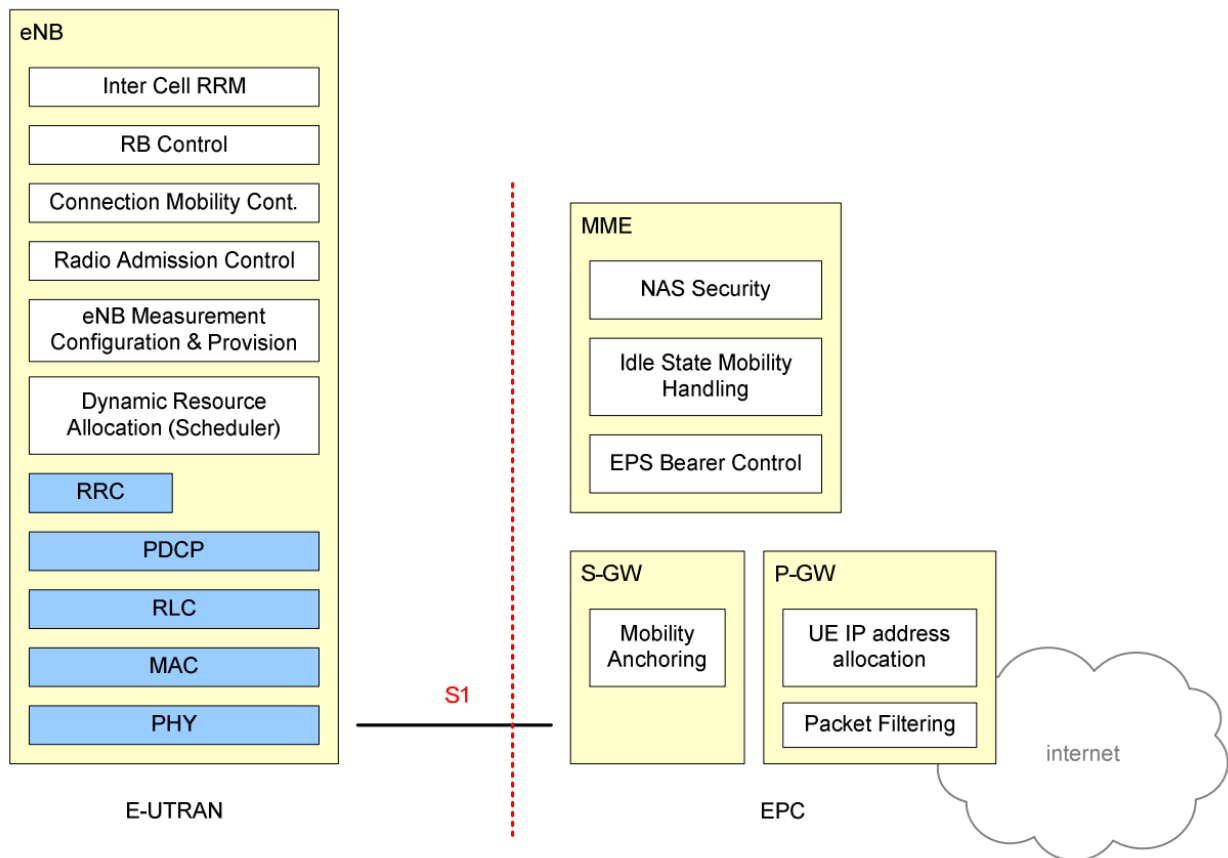 eNB
Inter Cell RRM
RB Control
Connection Mobility Cont.
Radio Admission Control
eNB Measurement
Configuration & Provision
Dynamic Resource
Allocation (Scheduler)
RRC
PDCP
RLC
MAC
PHY
E-UTRAN
S1
MME
NAS Security
Idle State Mobility
Handling
EPS Bearer Control
S-GW
Mobility
Anchoring
P-GW
UE IP address
allocation
Packet Filtering
internet
EPC